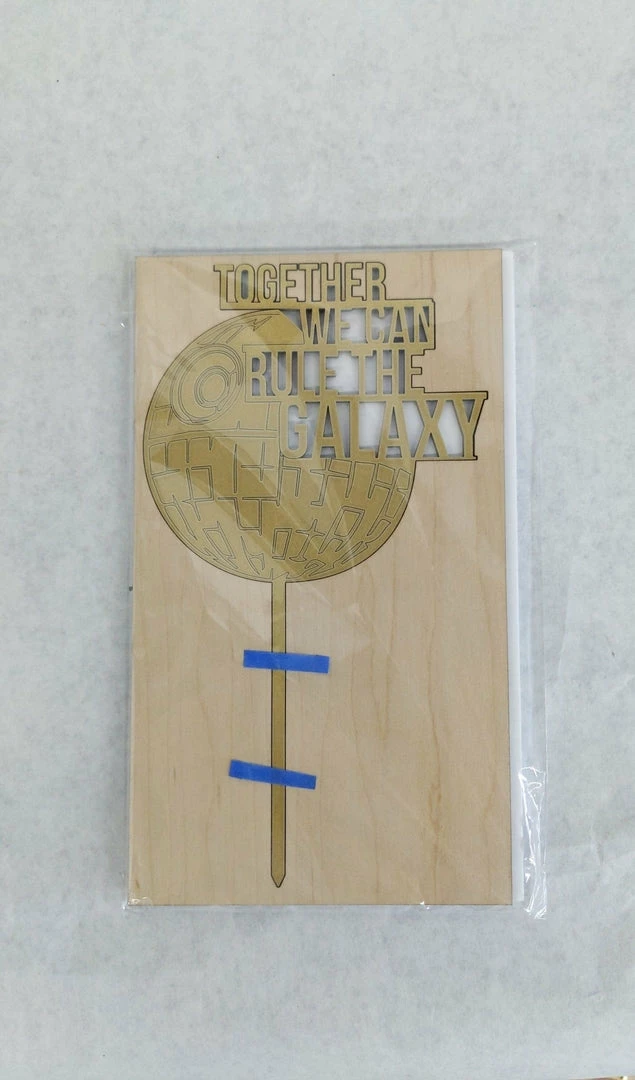 TOGETHER
WE CAN
RULE THE
GALAXY